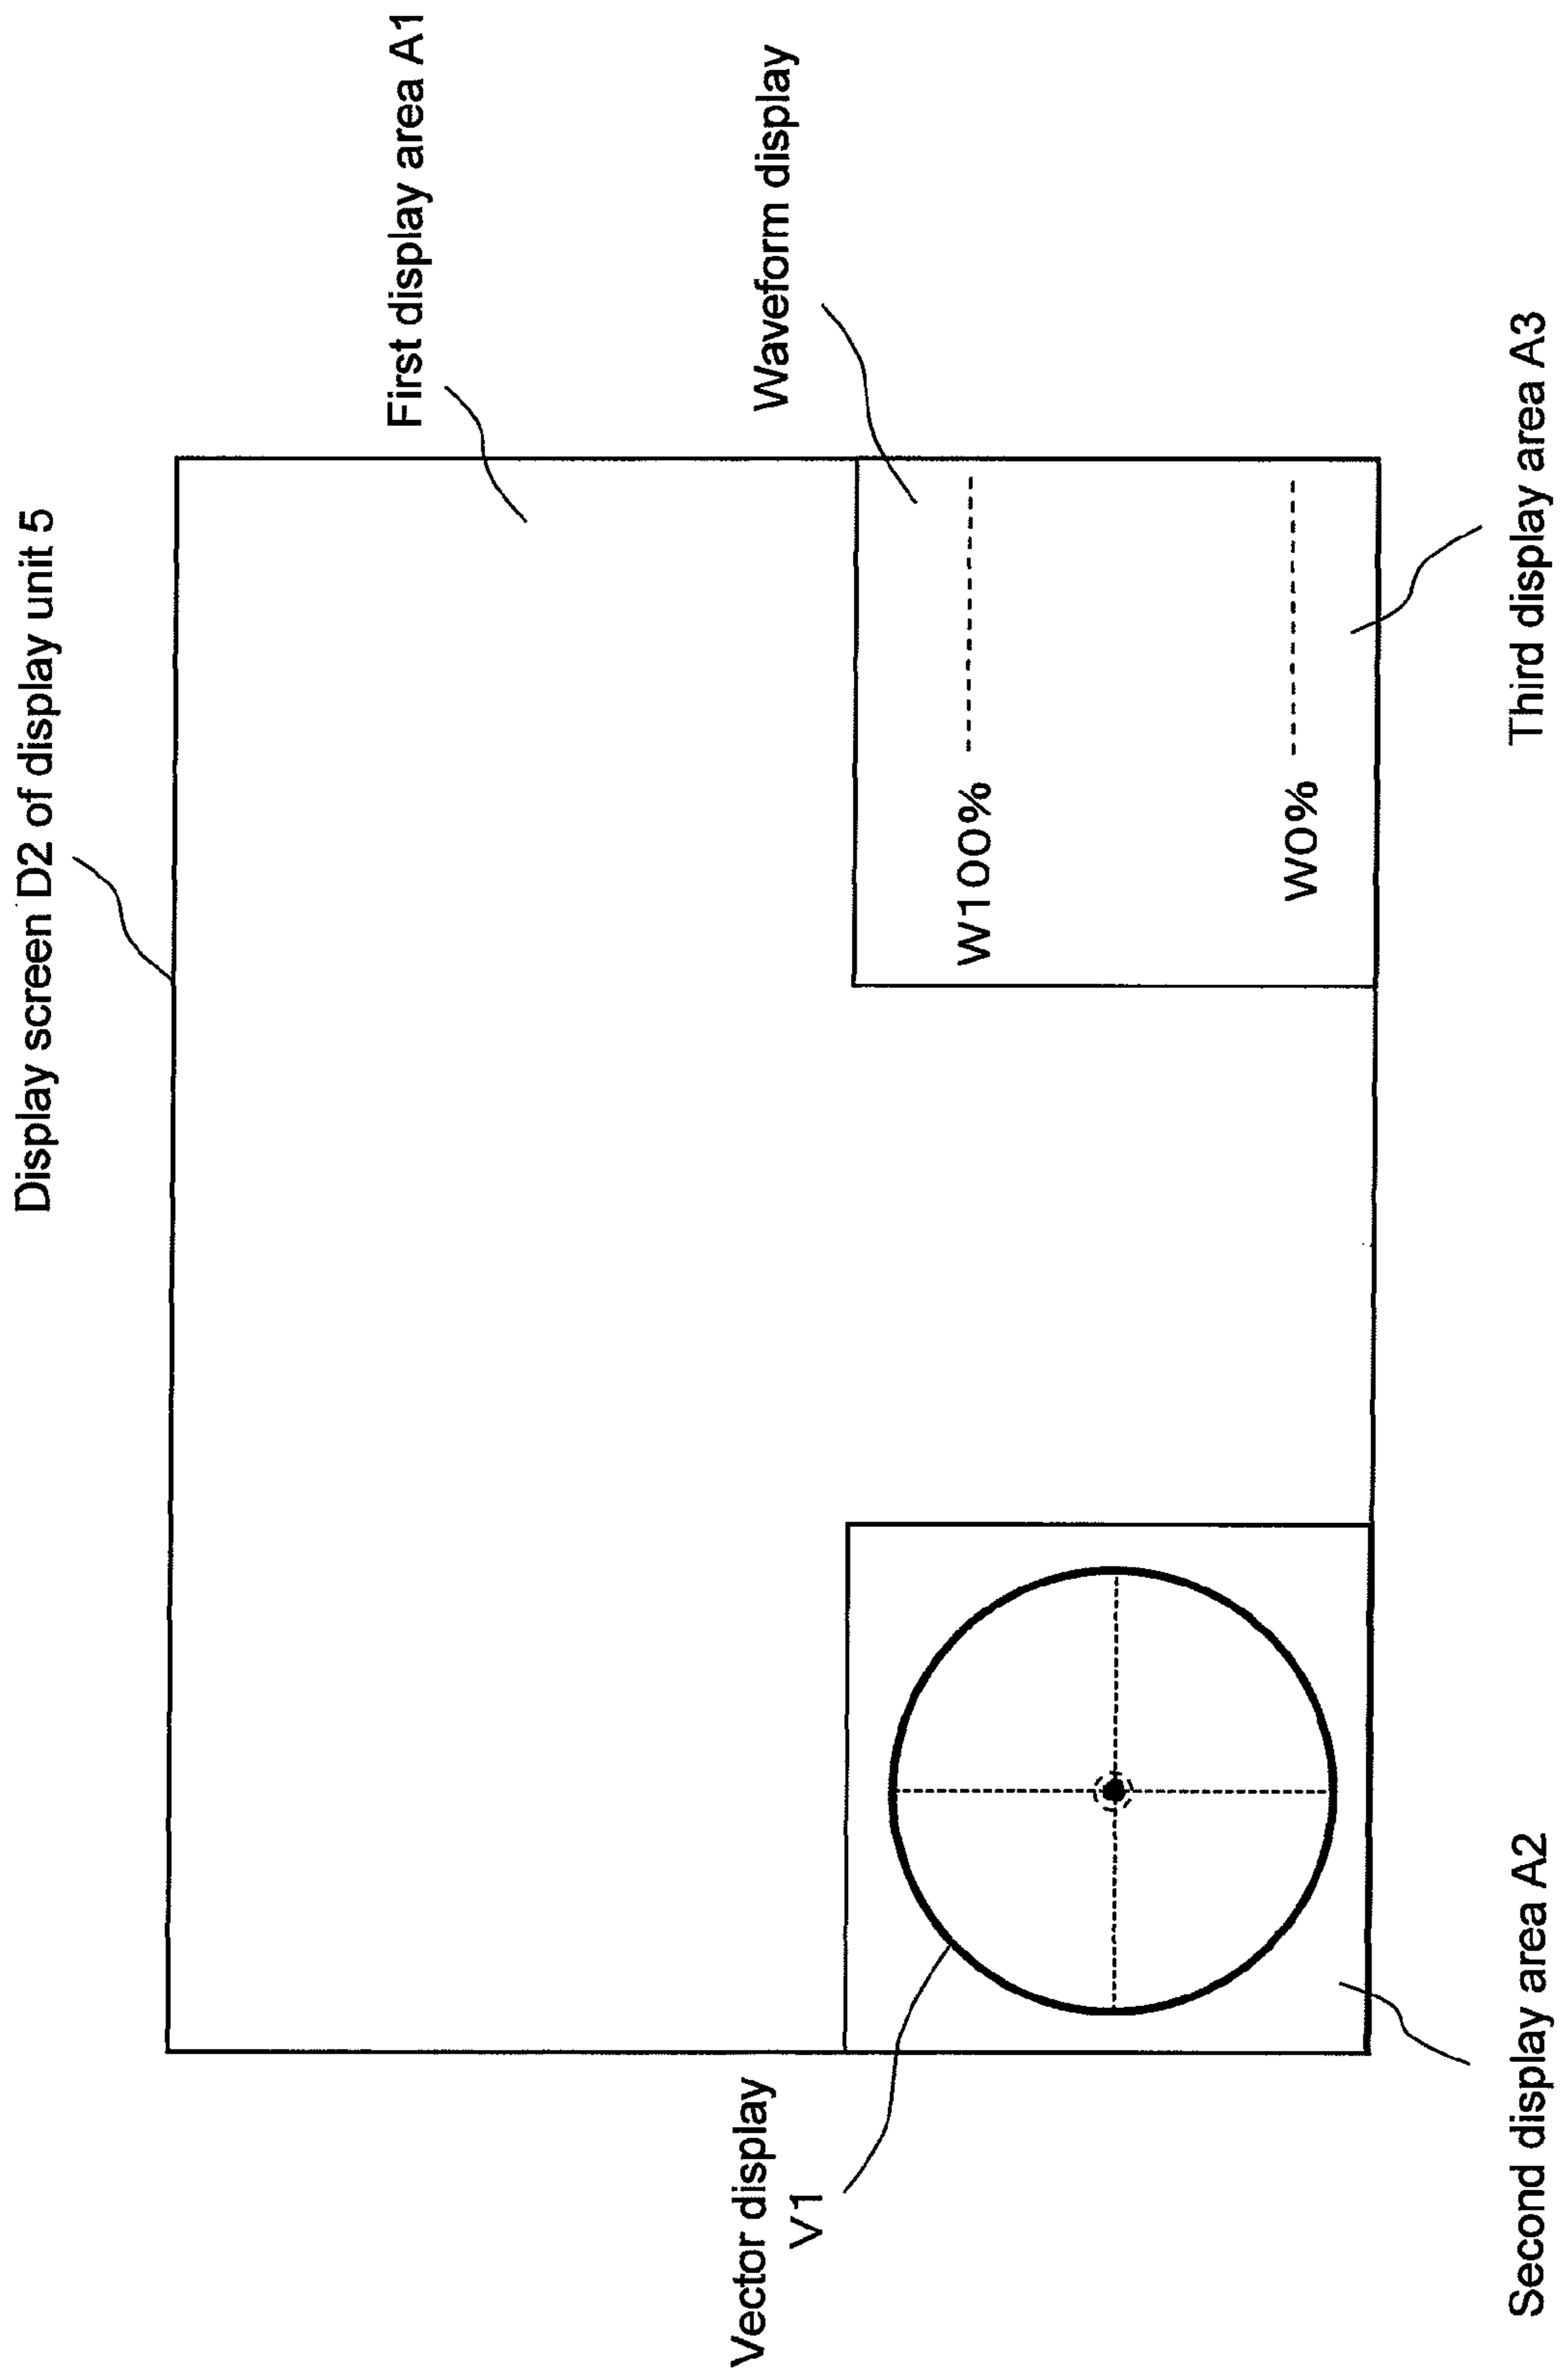 Display screen D2 of display unit 5
First display area A1
Vector display
V1
Waveform display
W100%
W0%
Second display area A2
Third display area A3